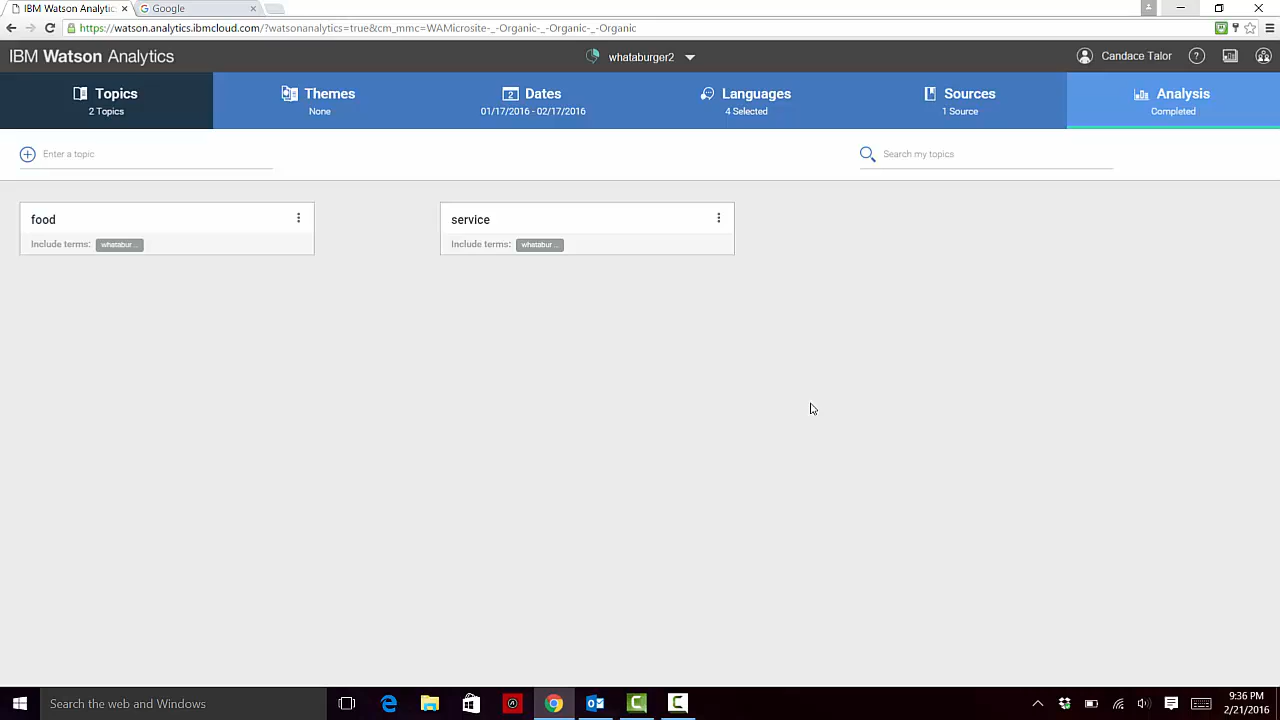 IBM Watson Analytic
Google
https://watson.analytics.ibmcloud.com/?watsonanalytics=true&cm_mmc=WAMicrosite-_-Organic-_-Organic-_-Organic
IBM Watson Analytics
whataburger2
Candace Talor
?
Topics
2 Topics
Themes
None
2
Dates
01/17/2016 - 02/17/2016
Languages
4 Selected
Sources
1 Source
Analysis
Completed
Enter a topic
Search my topics
food
Include terms: whatabur...
service
Include terms: whatabur...
Search the web and Windows
9:36 PM
2/21/2016